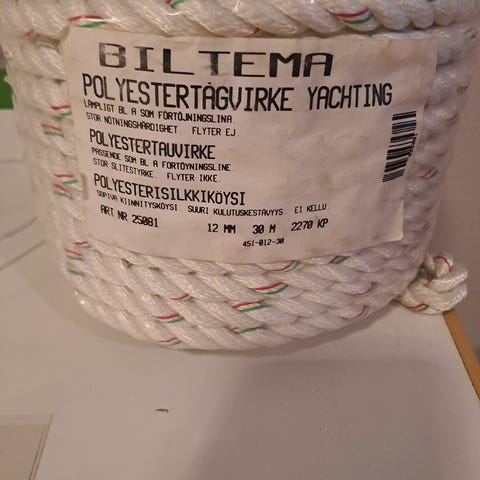 BILTEMA
POLYESTERTÅGVIRKE YACHTING
LÄMPLIGT BL A SOM FÖRTÖJNINGSLINA.
STOR NÖTNINGSHÄRDIGHET. FLYTER EJ.
POLYESTERTAUVIRKE
PASSENDE SOM BL A FORTØYNINGSLINE.
STOR SLITESTYRKE. FLYTER IKKE.
POLYESTERISILKKIKÖYSI
SOPIVA KIINNITYSKÖYSI SUURI KULUTUSKESTÄVYYS EI KELLU.
ART NR 25081 12 MM 30 M 2270 KP
451-012-30